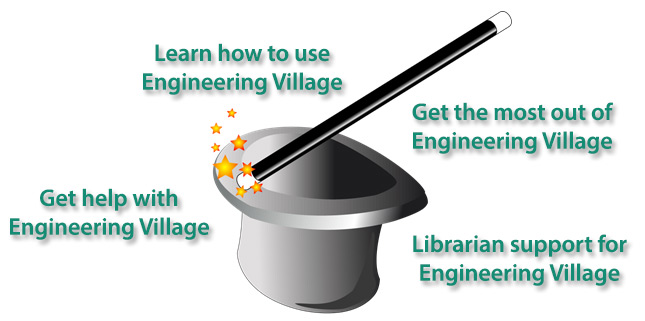 Learn how to use
Engineering Village
Get the most out of
Engineering Village
Get help with
Engineering Village
Librarian support for
Engineering Village